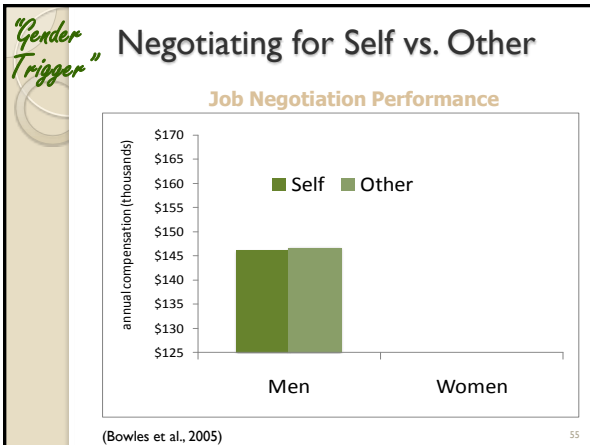 "Gender
Trigger"
Negotiating for Self vs. Other
Job Negotiation Performance
annual compensation (thousands)
$170
$165
$160
$155
$150
$145
$140
$135
$130
$125
Self Other
Men Women
(Bowles et al., 2005)
55